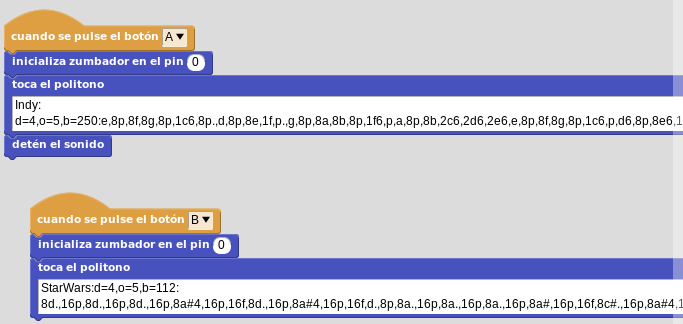 cuando se pulse el botón A▼
inicializa zumbador en el pin 0
toca el politono
Indy:
d=4,o=5,b=250:e,8p,8f,8g,8p,1c6,8p.,d,8p,8e,1f,p.,g,8p,8a,8b,8p,1f6,p,a,8p,8b,2c6,2d6,2e6,e,8p,8f,8g,8p,1c6,p,d6,8p,8e6,1
detén el sonido
cuando se pulse el botón B▼
inicializa zumbador en el pin 0
toca el politono
StarWars:d=4,o=5,b=112:
8d.,16p,8d.,16p,8d.,16p,8a#4,16p,16f,8d.,16p,8a#4,16p,16f,d.,8p,8a.,16p,8a.,16p,8a.,16p,8a#,16p,16f,8c#.,16p,8a#4,1